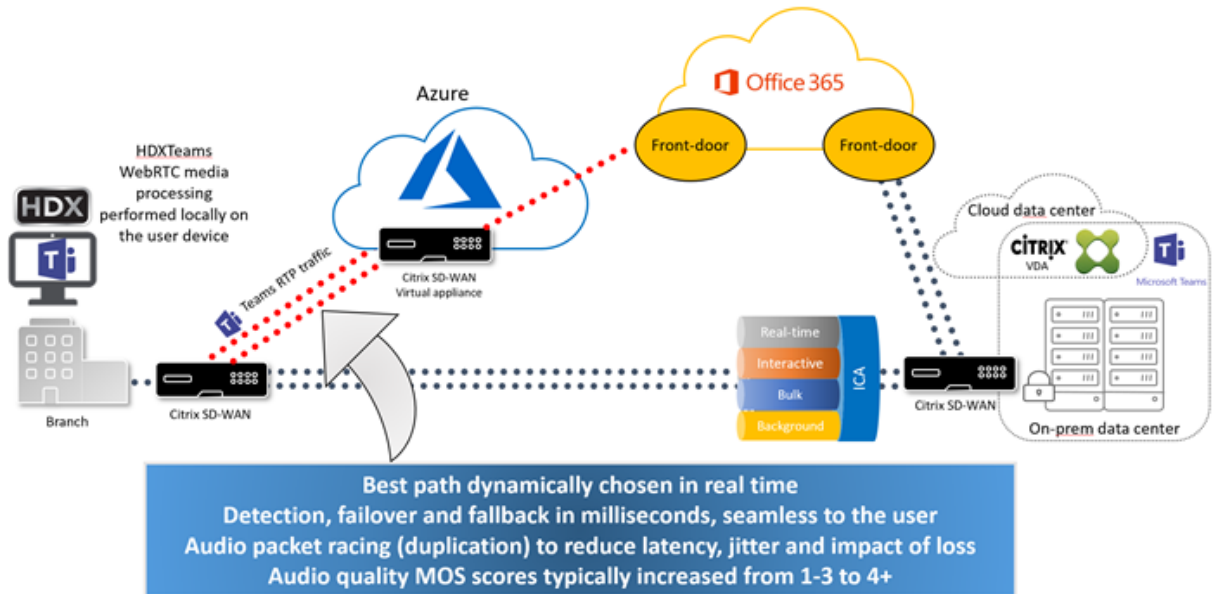 Azure
Office 365
Front-door
Front-door
HDXTeams
WebRTC media
processing
performed locally on
the user device
HDX
Citrix SD-WAN
Virtual appliance
Teams RTP traffic
Cloud data center
CİTRIX®
VDA
Microsoft Teams
Real-time
Interactive
Bulk
Background
ICA
Branch
Citrix SD-WAN
Citrix SD-WAN
On-prem data center
Best path dynamically chosen in real time
Detection, failover and fallback in milliseconds, seamless to the user
Audio packet racing (duplication) to reduce latency, jitter and impact of loss
Audio quality MOS scores typically increased from 1-3 to 4+